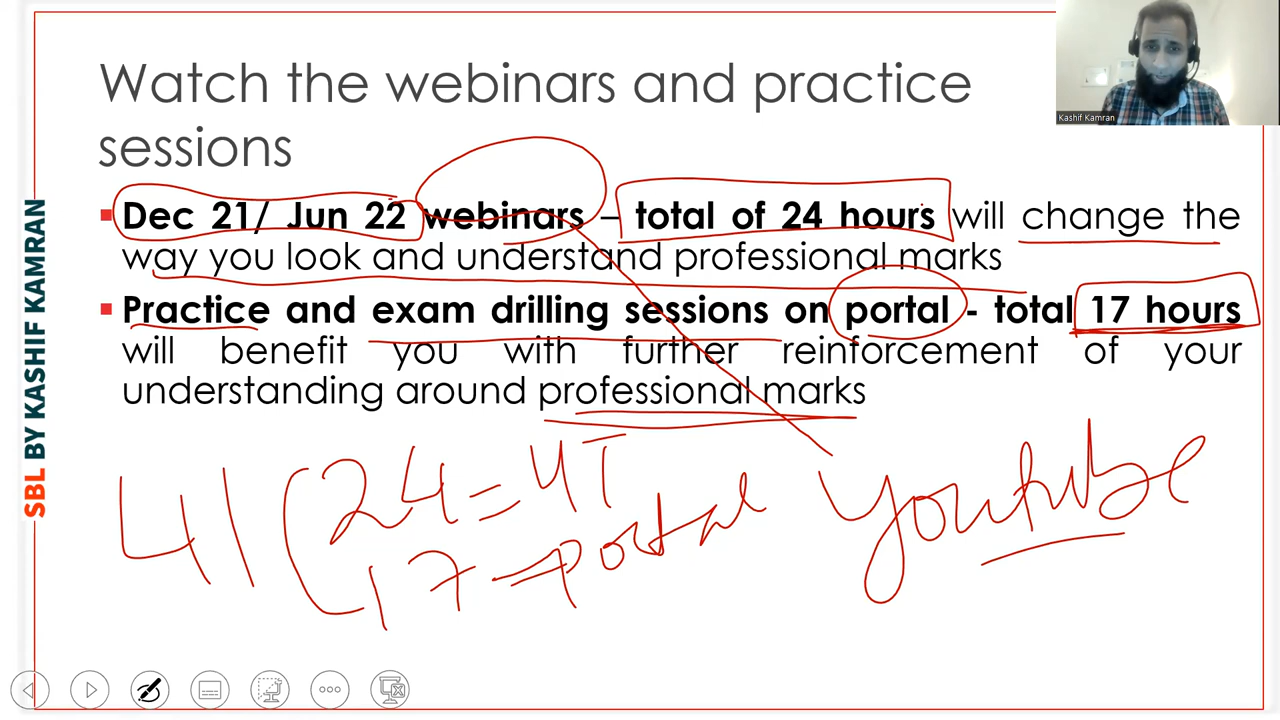 Watch the webinars and practice
sessions
Kashif Kamran
Dec 21/ Jun 22 webinars – total of 24 hours will change the
way you look and understand professional marks
Practice and exam drilling sessions on portal - total 17 hours
will benefit you with further reinforcement of your
understanding around professional marks
SBL BY KASHIF KAMRAN
41 ( 24 = YT
17 → portal
Youtube